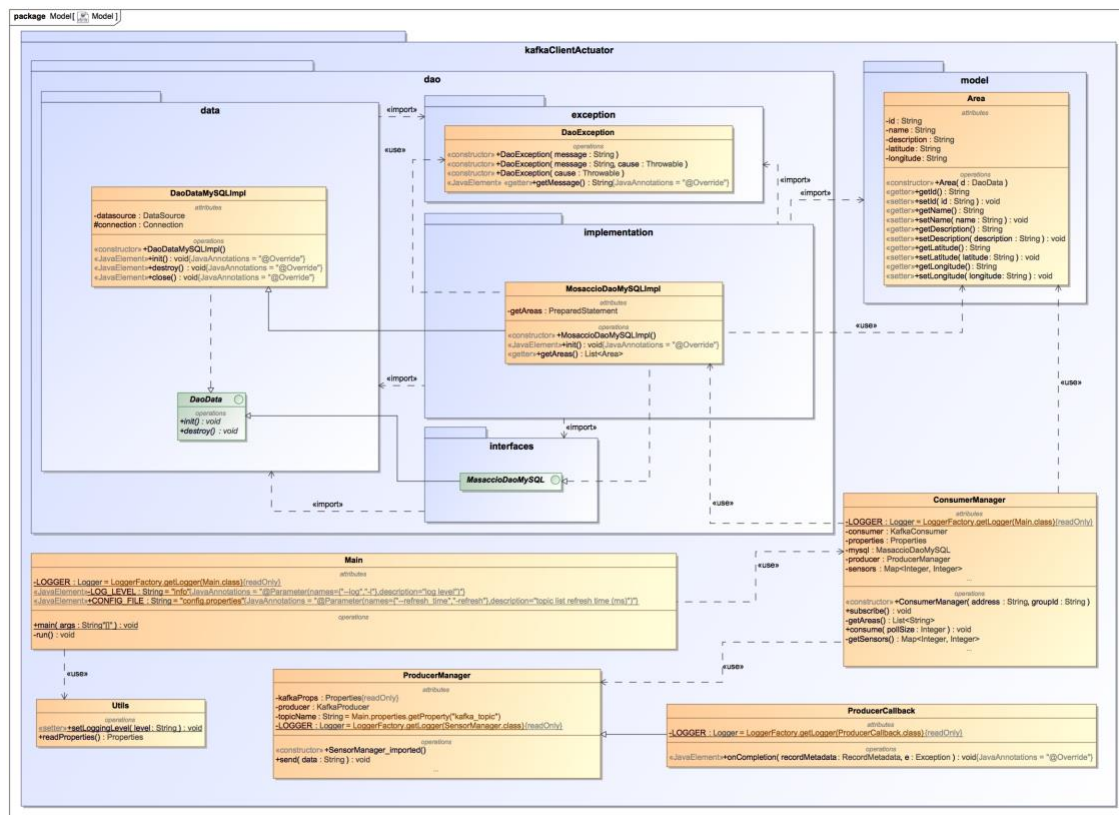 package Model[ Model ]
kafkaClientActuator
dao
data
«import»
«use»
exception
DaoException
operations
«constructor» +DaoException( message : String )
«constructor» +DaoException( message : String, cause : Throwable )
«constructor» +DaoException( cause : Throwable )
«JavaElement» «getter»+getMessage() : String{JavaAnnotations = "@Override"}
«import»
«import»
model
Area
attributes
-id : String
-name : String
-description : String
-latitude : String
-longitude : String
operations
«constructor» +Area( d : DaoData )
«getter»+getId() : String
«setter»+setId( id : String ) : void
«getter»+getName() : String
«setter»+setName( name : String ) : void
«getter»+getDescription() : String
«setter»+setDescription( description : String ) : void
«getter»+getLatitude() : String
«setter»+setLatitude( latitude : String ) : void
«getter»+getLongitude() : String
«setter»+setLongitude( longitude : String ) : void
DaoDataMySQLImpl
attributes
-datasource : DataSource
#connection : Connection
operations
«constructor» +DaoDataMySQLImpl()
«JavaElement»+init() : void{JavaAnnotations = "@Override"}
«JavaElement»+destroy() : void{JavaAnnotations = "@Override"}
«JavaElement»+close() : void{JavaAnnotations = "@Override"}
implementation
MosaccioDaoMySQLImpl
attributes
-getAreas : PreparedStatement
operations
«constructor» +MosaccioDaoMySQLImpl()
«JavaElement»+init() : void{JavaAnnotations = "@Override"}
«getter»+getAreas() : List<Area>
«use»
«use»
«import»
DaoData
operations
+init() : void
+destroy() : void
«import»
interfaces
MasaccioDaoMySQL
«import»
«use»
ConsumerManager
attributes
-LOGGER : Logger = LoggerFactory.getLogger(Main.class){readOnly}
-consumer : KafkaConsumer
-properties : Properties
-mysql : MasaccioDaoMySQL
-producer : ProducerManager
-sensors : Map<Integer, Integer>
...
operations
«constructor» +ConsumerManager( address : String, groupId : String )
+subscribe() : void
-getAreas() : List<String>
+consume( pollSize : Integer ) : void
-getSensors() : Map<Integer, Integer>
...
Main
attributes
-LOGGER : Logger = LoggerFactory.getLogger(Main.class){readOnly}
«JavaElement»-LOG_LEVEL : String = "info"{JavaAnnotations = "@Parameter(names={"--log","-l"},description="log level")"}
«JavaElement»+CONFIG_FILE : String = "config.properties"{JavaAnnotations = "@Parameter(names={"--refresh_time","-refresh"},description="topic list refresh time (ms)")"}
operations
+main( args : String"[]" ) : void
-run() : void
«use»
«use»
«use»
Utils
operations
«setter»+setLoggingLevel( level : String ) : void
+readProperties() : Properties
ProducerManager
attributes
-kafkaProps : Properties{readOnly}
-producer : KafkaProducer
-topicName : String = Main.properties.getProperty("kafka_topic")
-LOGGER : Logger = LoggerFactory.getLogger(SensorManager.class){readOnly}
operations
«constructor» +SensorManager_imported()
+send( data : String ) : void
...
ProducerCallback
attributes
-LOGGER : Logger = LoggerFactory.getLogger(ProducerCallback.class){readOnly}
operations
«JavaElement»+onCompletion( recordMetadata : RecordMetadata, e : Exception ) : void{JavaAnnotations = "@Override"}